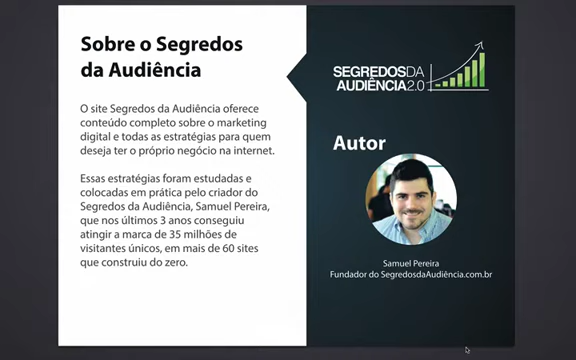 Sobre o Segredos
da Audiência
O site Segredos da Audiência oferece
conteúdo completo sobre o marketing
digital e todas as estratégias para quem
deseja ter o próprio negócio na internet.
Essas estratégias foram estudadas e
colocadas em prática pelo criador do
Segredos da Audiência, Samuel Pereira,
que nos últimos 3 anos conseguiu
atingir a marca de 35 milhões de
visitantes únicos, em mais de 60 sites
que construiu do zero.
SEGREDOSDA
AUDIÊNCIA2.0
Autor
Samuel Pereira
Fundador do SegredosdaAudiência.com.br